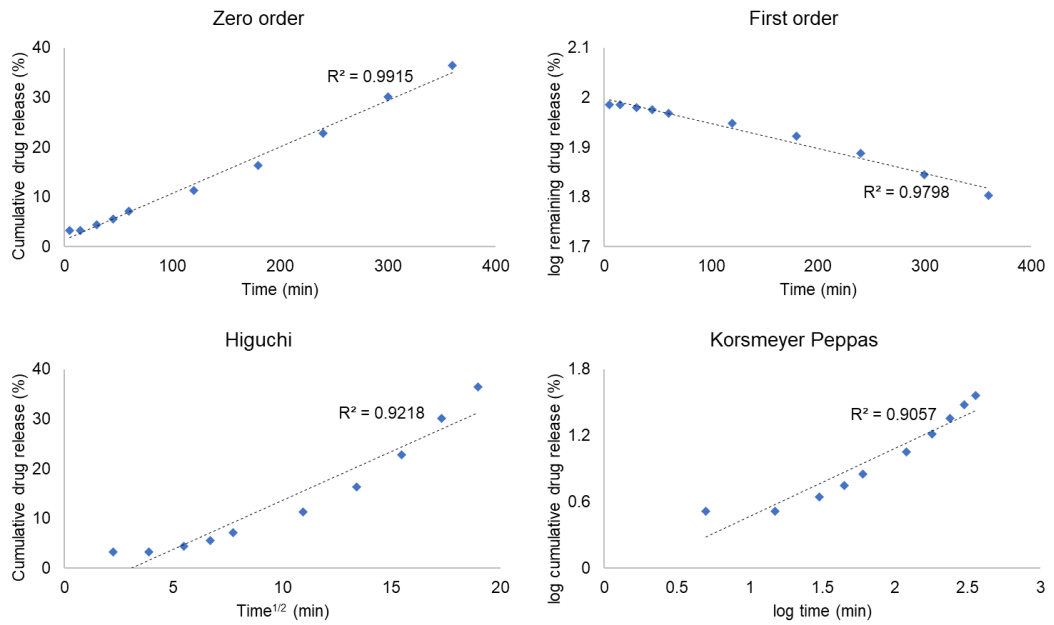 Zero order
Cumulative drug release (%)
40
30
20
10
0
R² = 0.9915
0 100 200 300 400
Time (min)
First order
log remaining drug release (%)
2.1
2
1.9
1.8
1.7
R² = 0.9798
0 100 200 300 400
Time (min)
Higuchi
Cumulative drug release (%)
40
30
20
10
0
R² = 0.9218
0 5 10 15 20
Time¹/² (min)
Korsmeyer Peppas
log cumulative drug release (%)
1.8
1.2
0.6
0
R² = 0.9057
0 0.5 1 1.5 2 2.5 3
log time (min)